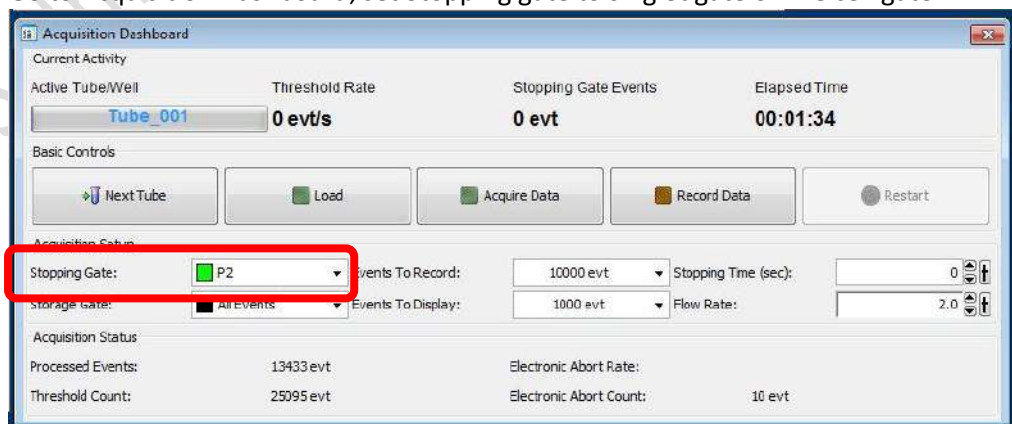 Acquisition Dashboard
Current Activity
Active Tube/Well Threshold Rate Stopping Gate Events Elapsed Time
Tube_001 0 evt/s 0 evt 00:01:34
Basic Controls
Next Tube Load Acquire Data Record Data Restart
Acquisition Setup
Stopping Gate: P2 Events To Record: 10000 evt Stopping Time (sec): 0
Storage Gate: All Events Events To Display: 1000 evt Flow Rate: 2.0
Acquisition Status
Processed Events: 13433 evt Electronic Abort Rate:
Threshold Count: 25095 evt Electronic Abort Count: 10 evt